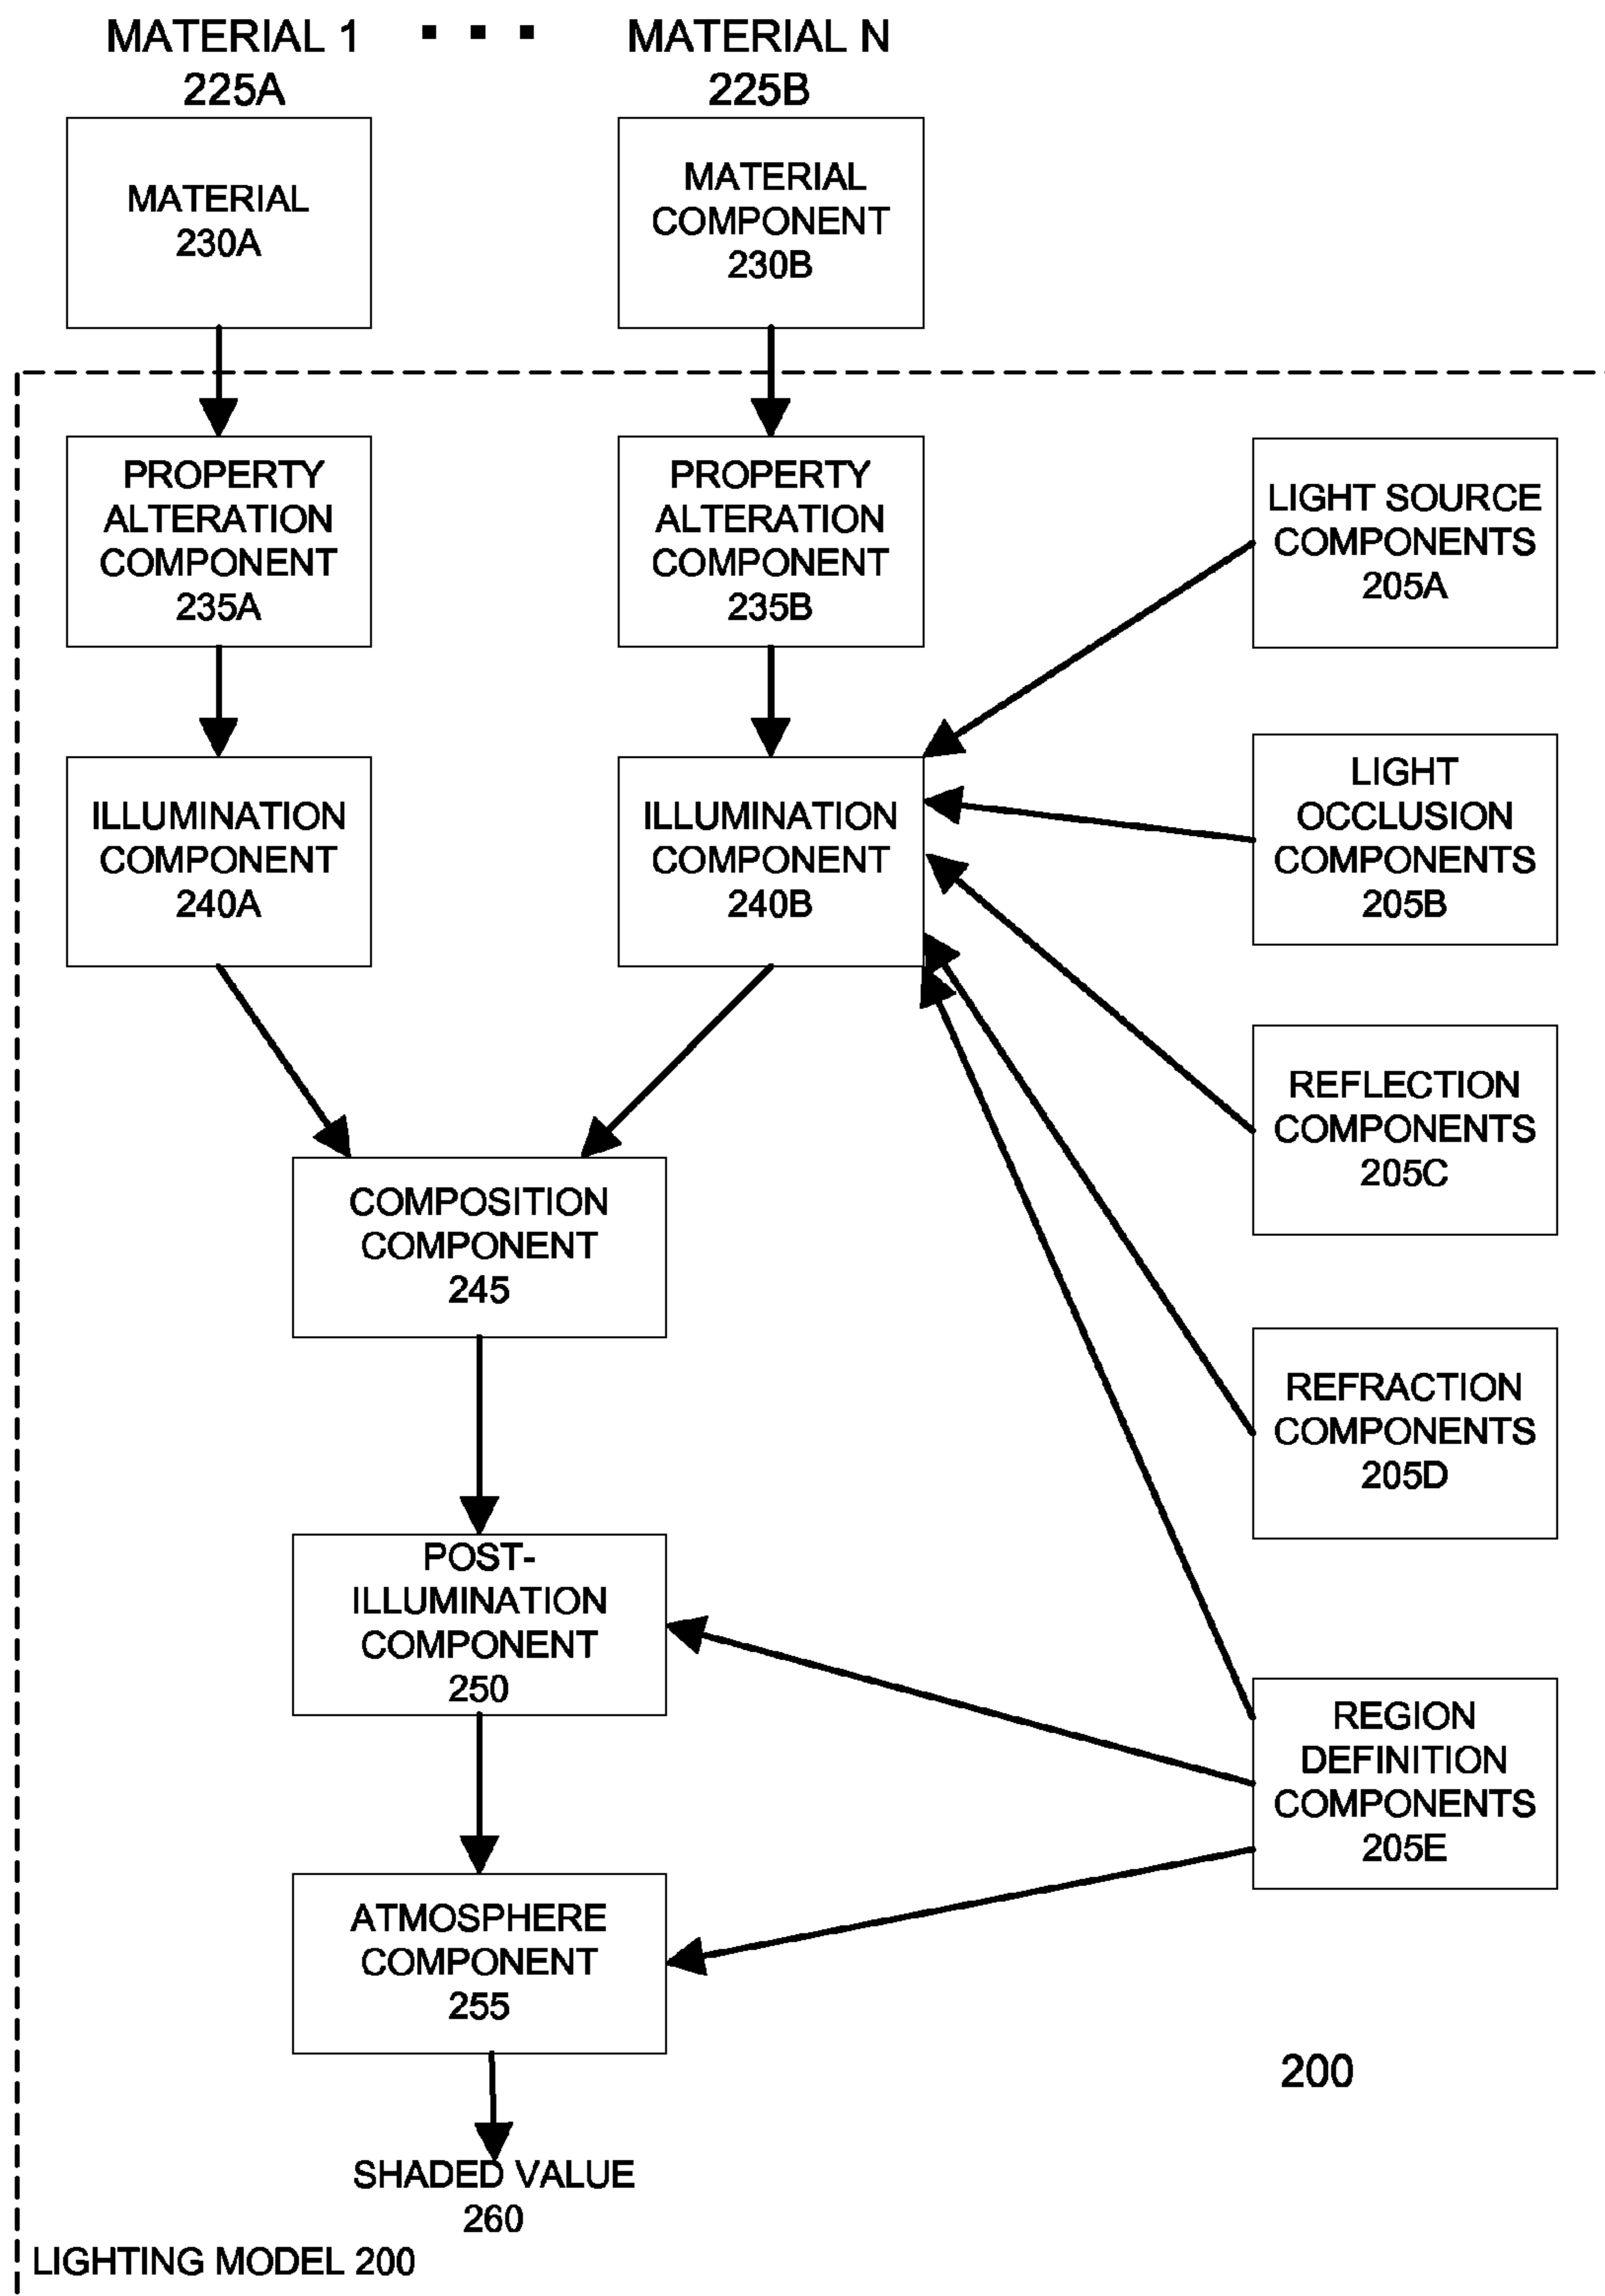 MATERIAL 1 ▪ ▪ ▪ MATERIAL N
225A
225B
MATERIAL
230A
MATERIAL
COMPONENT
230B
PROPERTY
ALTERATION
COMPONENT
235A
PROPERTY
ALTERATION
COMPONENT
235B
LIGHT SOURCE
COMPONENTS
205A
ILLUMINATION
COMPONENT
240A
ILLUMINATION
COMPONENT
240B
LIGHT
OCCLUSION
COMPONENTS
205B
REFLECTION
COMPONENTS
205C
COMPOSITION
COMPONENT
245
REFRACTION
COMPONENTS
205D
POST-
ILLUMINATION
COMPONENT
250
REGION
DEFINITION
COMPONENTS
205E
ATMOSPHERE
COMPONENT
255
200
SHADED VALUE
260
LIGHTING MODEL 200